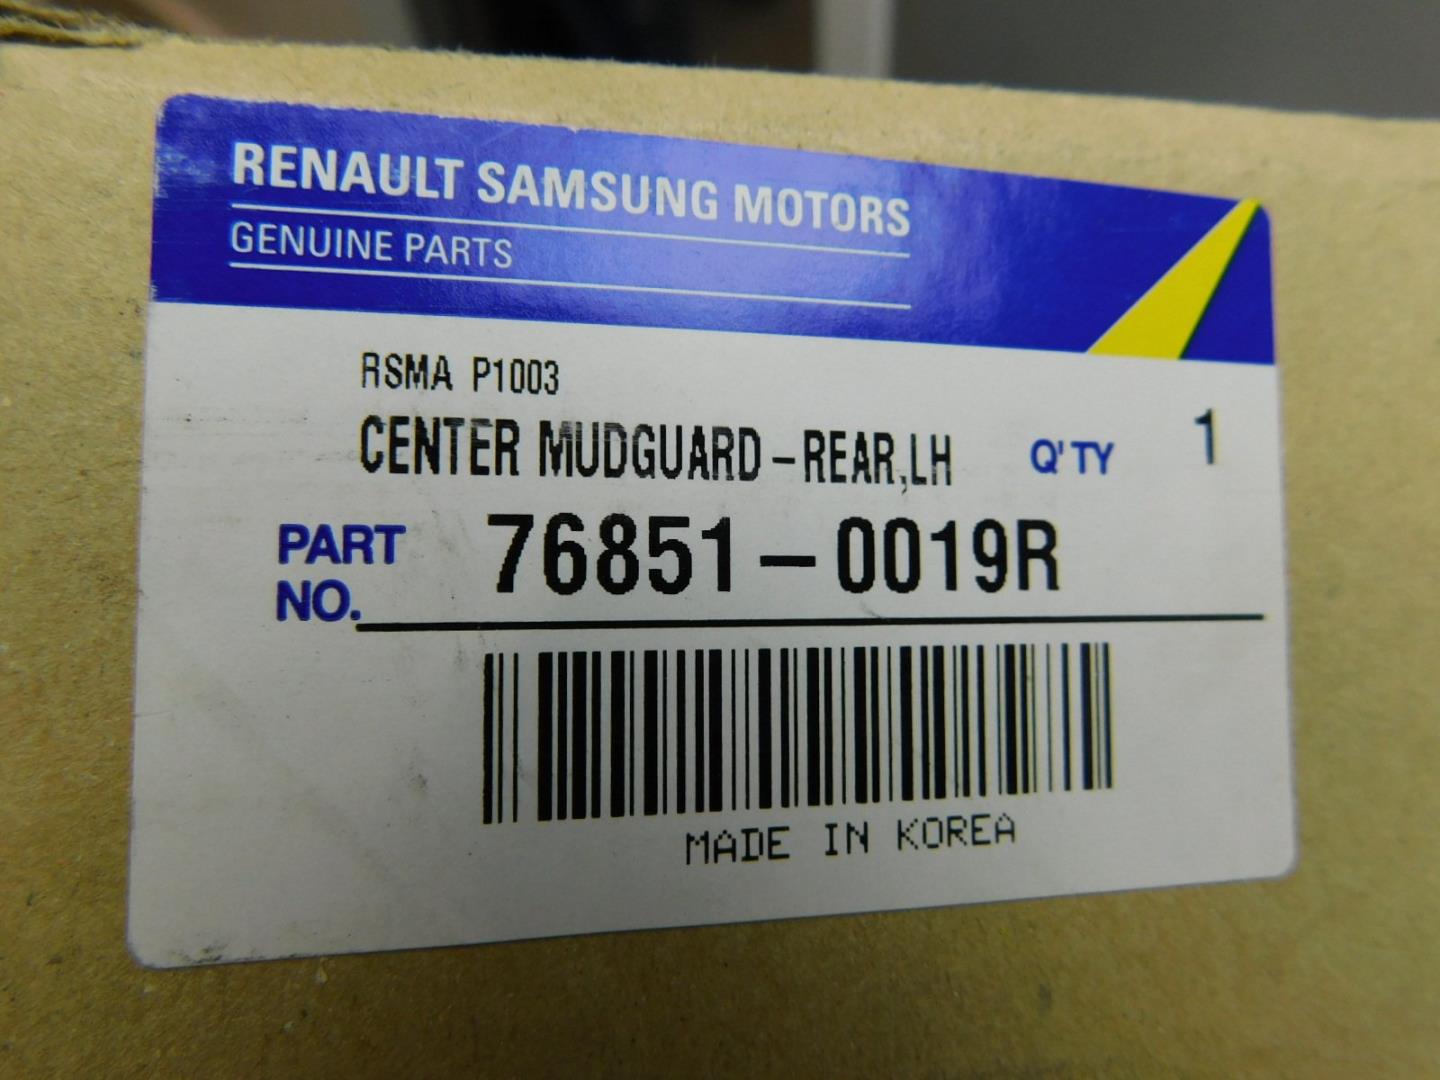 RENAULT SAMSUNG MOTORS
GENUINE PARTS
RSMA P1003
CENTER MUDGUARD-REAR,LH Q'TY 1
PART NO. 76851-0019R
MADE IN KOREA